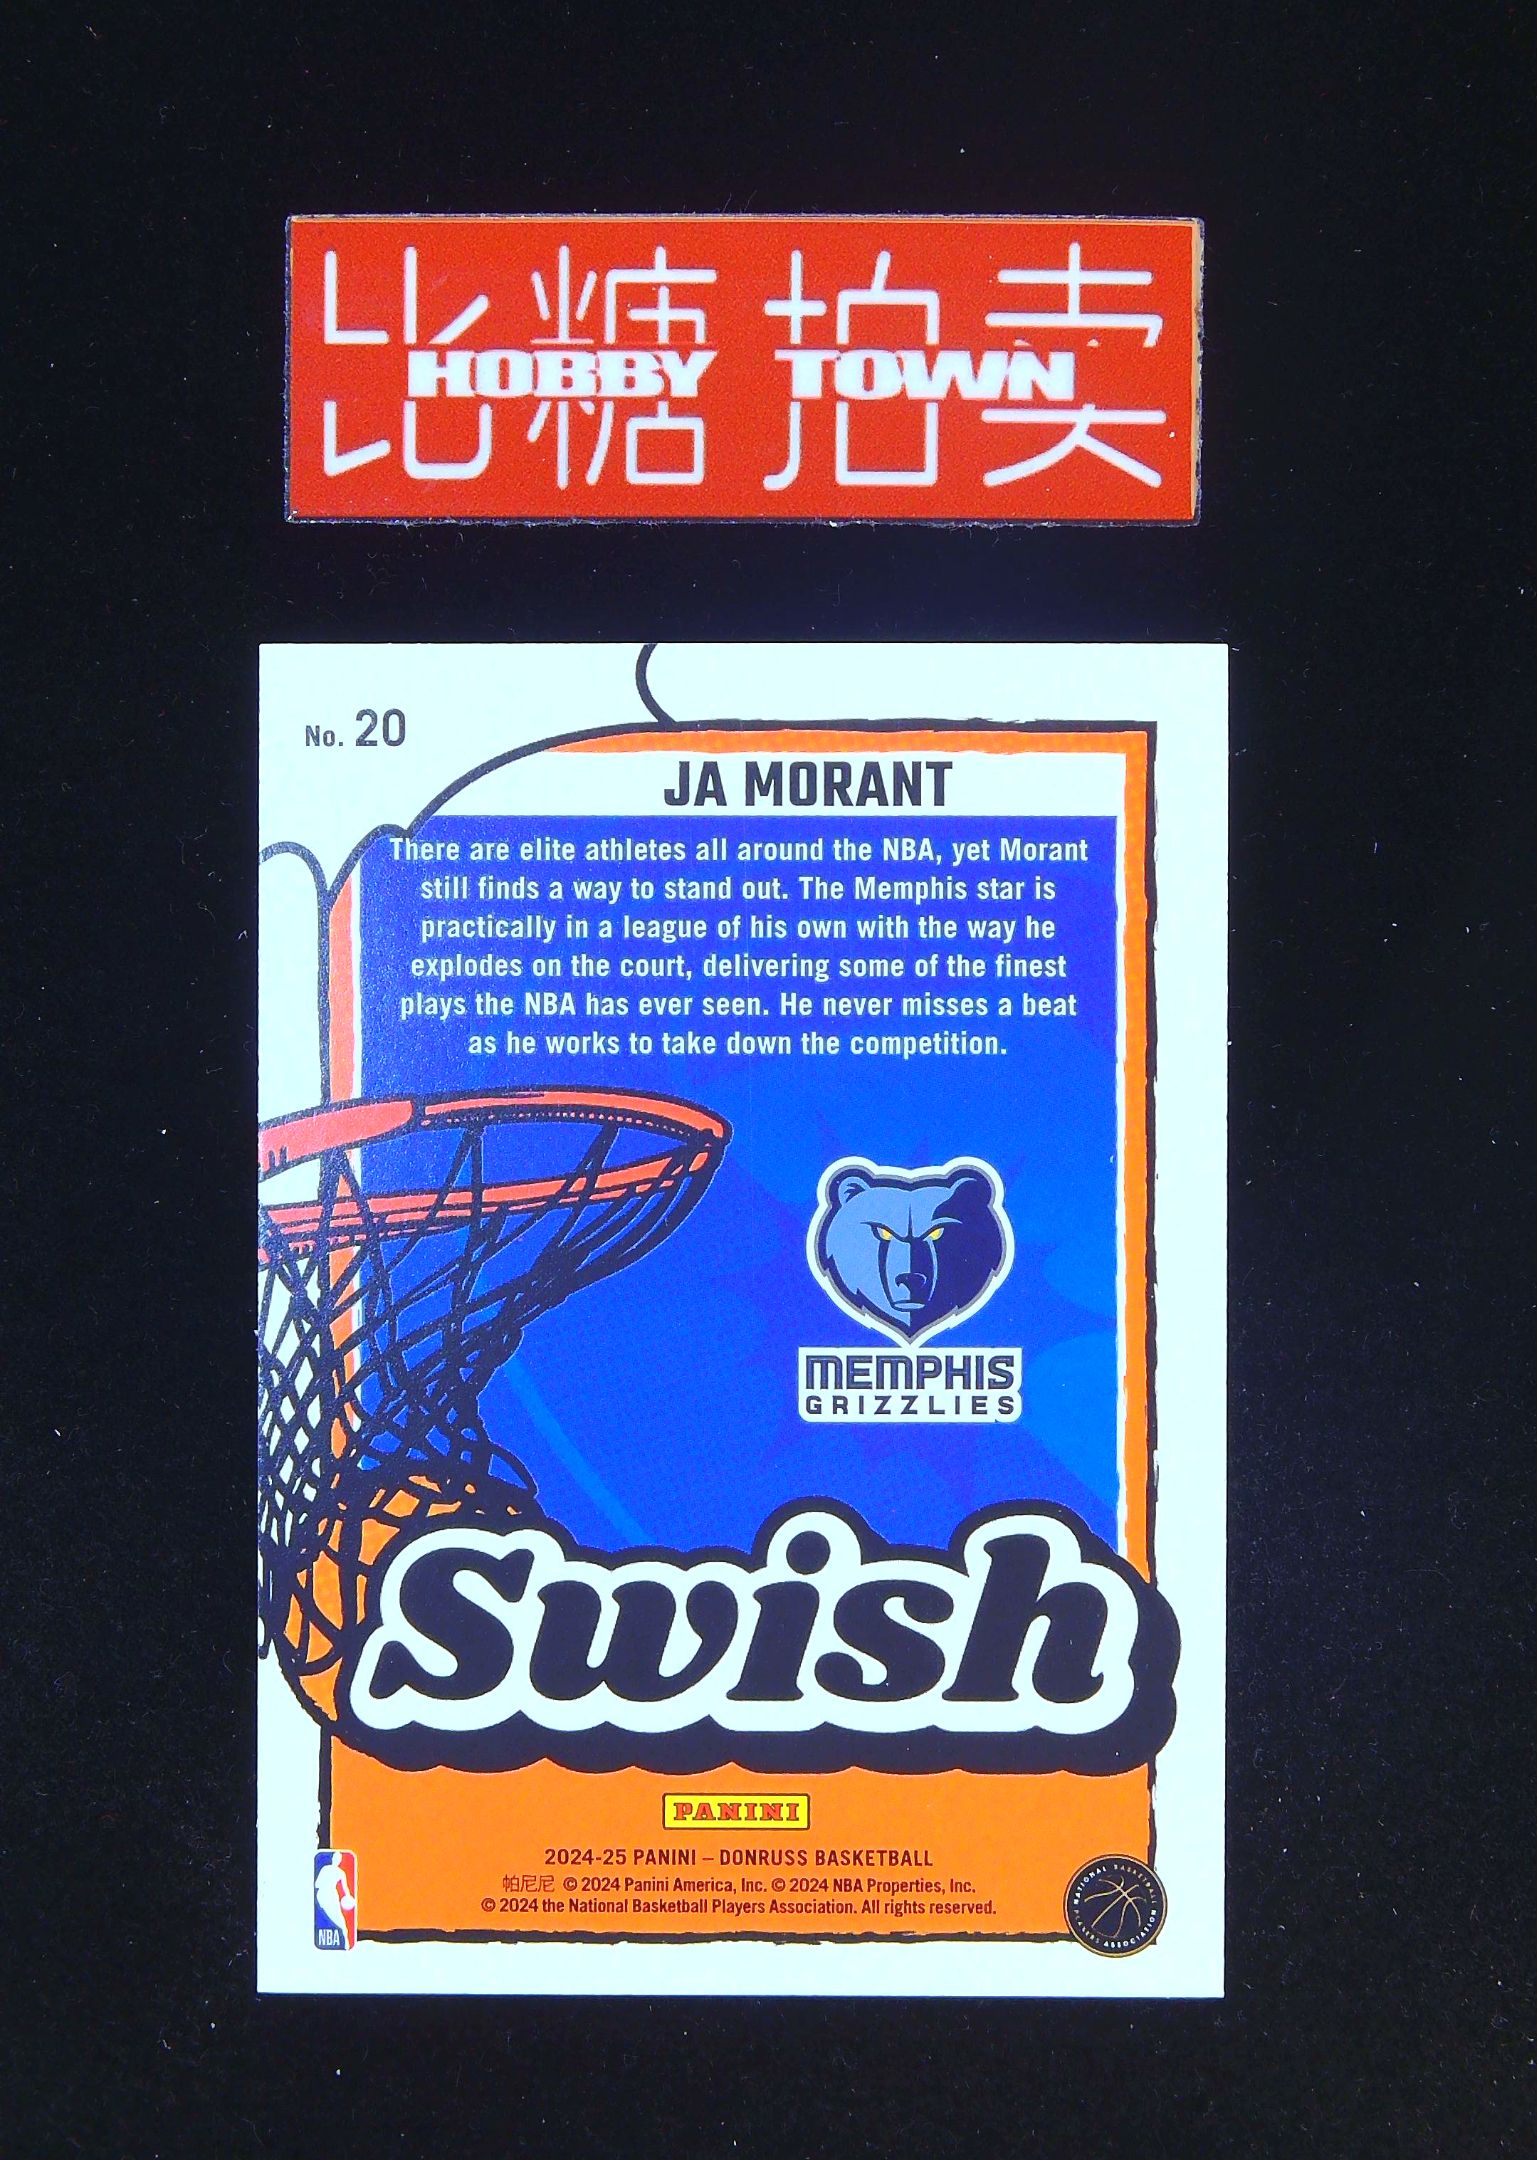 比糖拍卖
HOBBY TOWN
No. 20
JA MORANT
There are elite athletes all around the NBA, yet Morant
still finds a way to stand out. The Memphis star is
practically in a league of his own with the way he
explodes on the court, delivering some of the finest
plays the NBA has ever seen. He never misses a beat
as he works to take down the competition.
MEMPHIS
GRIZZLIES
Swish
PANINI
2024-25 PANINI – DONRUSS BASKETBALL
帕尼尼 © 2024 Panini America, Inc. © 2024 NBA Properties, Inc.
© 2024 the National Basketball Players Association. All rights reserved.
NBA
NATIONAL BASKETBALL PLAYERS ASSOCIATION